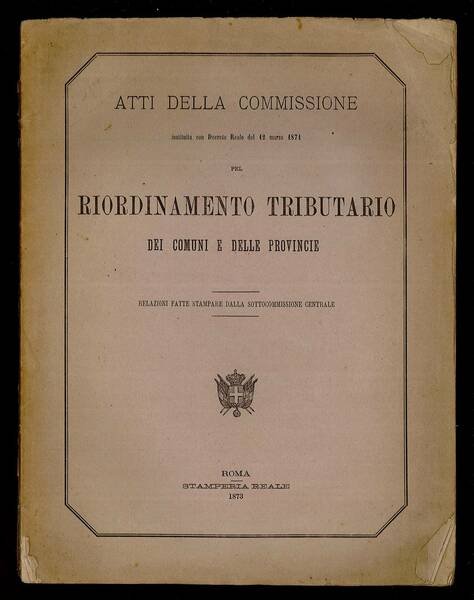 ATTI DELLA COMMISSIONE
instituita con Decreto Reale del 12 marzo 1871
PEL
RIORDINAMENTO TRIBUTARIO
DEI COMUNI E DELLE PROVINCIE
RELAZIONI FATTE STAMPARE DALLA SOTTOCOMMISSIONE CENTRALE
ROMA
STAMPERIA REALE
1873